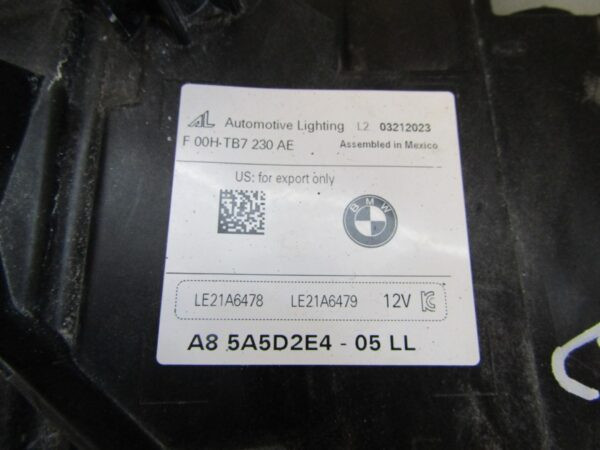 AL Automotive Lighting L2 03212023
F 00H-TB7 230 AE Assembled in Mexico
US: for export only
BMW
LE21A6478 LE21A6479 12V
A8 5A5D2E4 - 05 LL